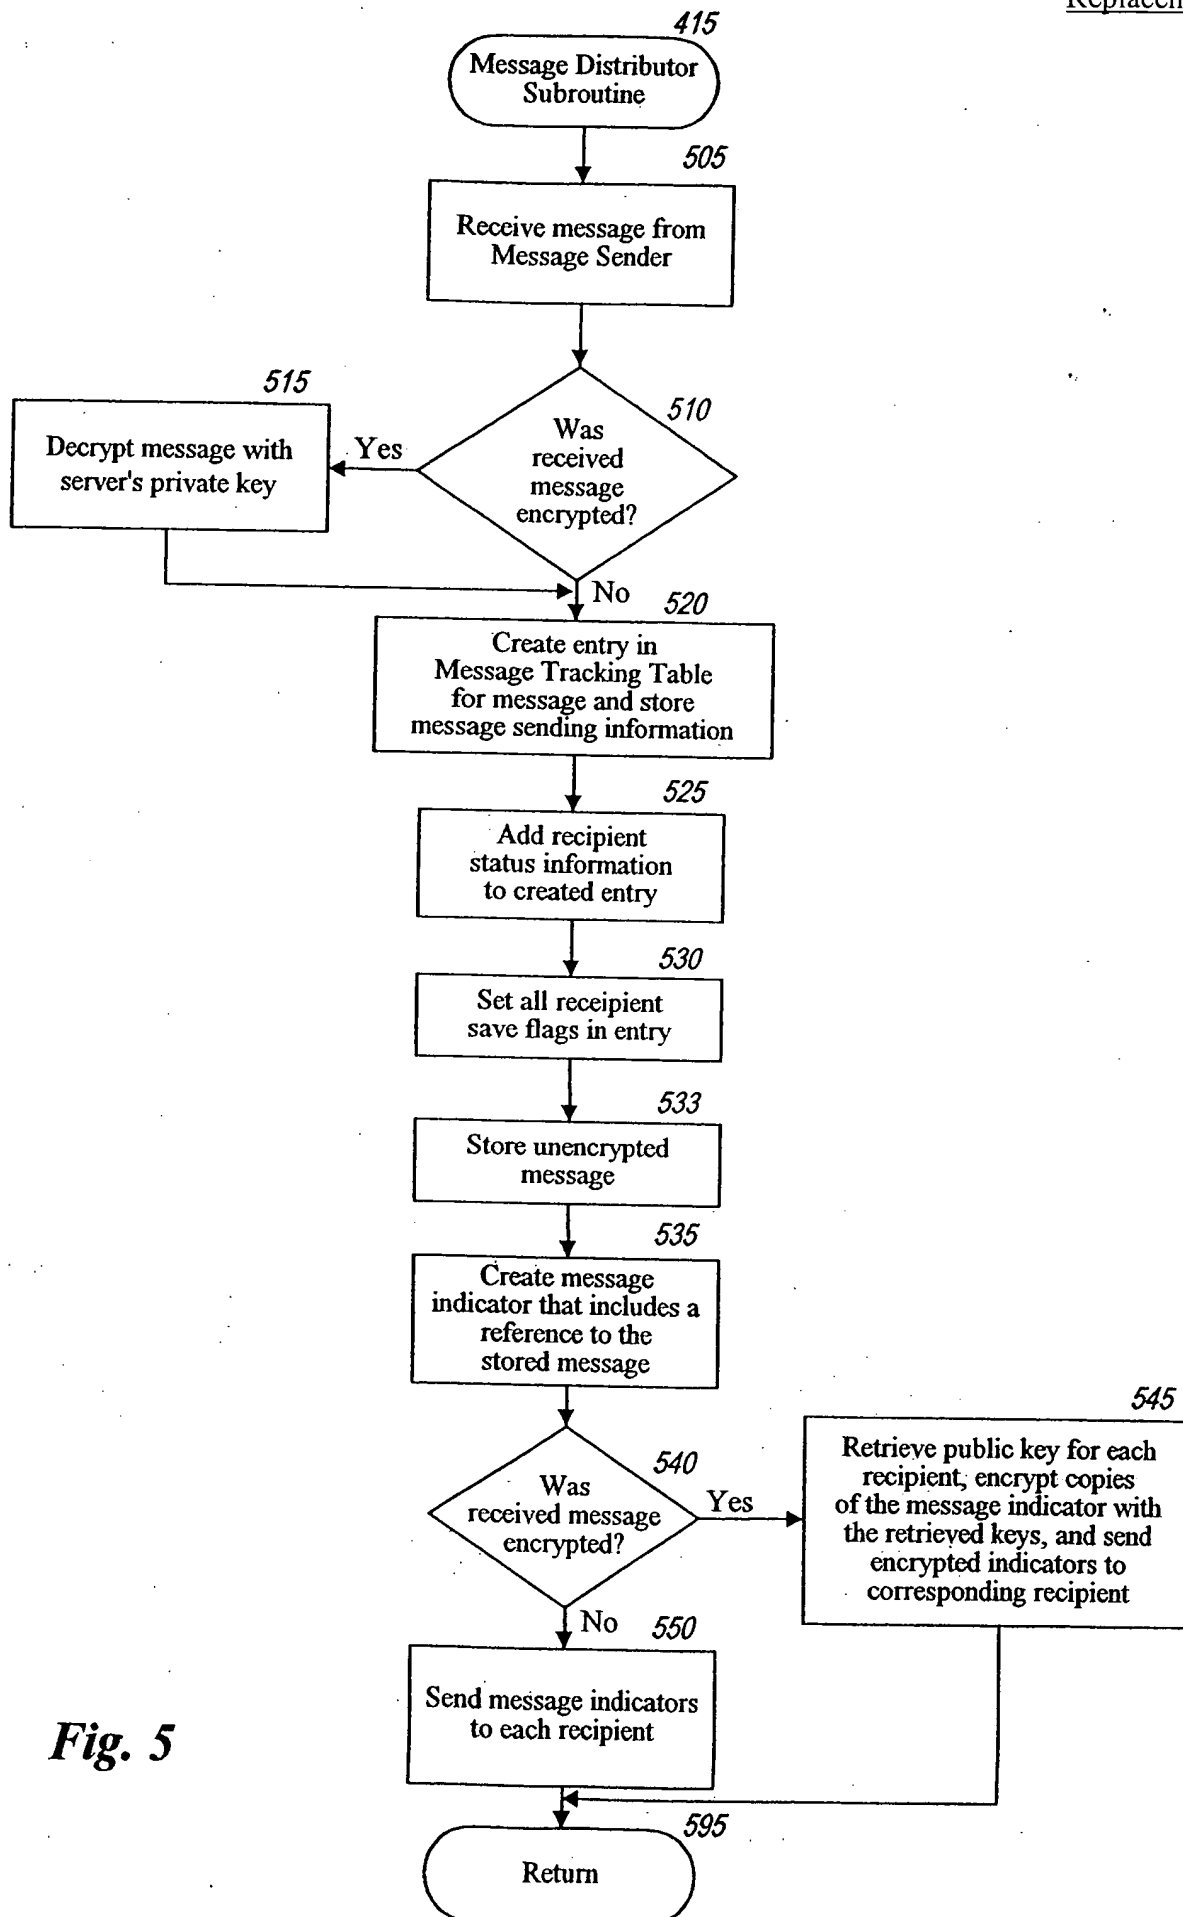 415
Message Distributor
Subroutine
505
Receive message from
Message Sender
510
Was
received
message
encrypted?
Yes
515
Decrypt message with
server's private key
No
520
Create entry in
Message Tracking Table
for message and store
message sending information
525
Add recipient
status information
to created entry
530
Set all receipient
save flags in entry
533
Store unencrypted
message
535
Create message
indicator that includes a
reference to the
stored message
540
Was
received message
encrypted?
Yes
545
Retrieve public key for each
recipient, encrypt copies
of the message indicator with
the retrieved keys, and send
encrypted indicators to
corresponding recipient
No
550
Send message indicators
to each recipient
595
Return
Fig. 5